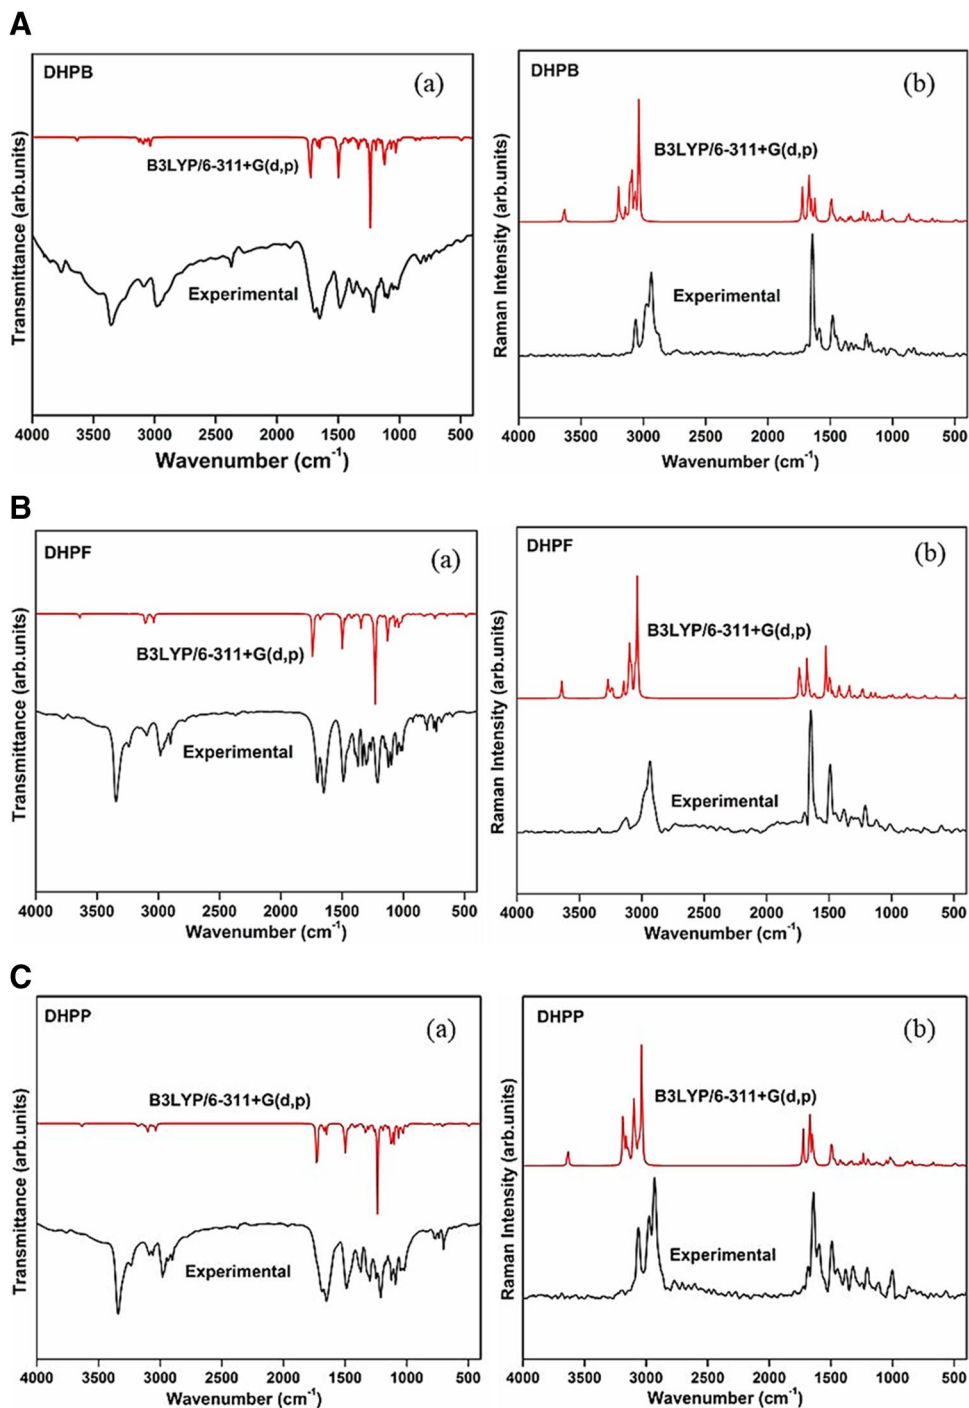 A
DHPB
(a)
B3LYP/6-311+G(d,p)
Experimental
Transmittance (arb.units)
4000 3500 3000 2500 2000 1500 1000 500
Wavenumber (cm-1)
DHPB
(b)
B3LYP/6-311+G(d,p)
Experimental
Raman Intensity (arb.units)
4000 3500 3000 2500 2000 1500 1000 500
Wavenumber (cm-1)
B
DHPF
(a)
B3LYP/6-311+G(d,p)
Experimental
Transmittance (arb.units)
4000 3500 3000 2500 2000 1500 1000 500
Wavenumber (cm-1)
DHPF
(b)
B3LYP/6-311+G(d,p)
Experimental
Raman Intensity (arb.units)
4000 3500 3000 2500 2000 1500 1000 500
Wavenumber (cm-1)
C
DHPP
(a)
B3LYP/6-311+G(d,p)
Experimental
Transmittance (arb.units)
4000 3500 3000 2500 2000 1500 1000 500
Wavenumber (cm-1)
DHPP
(b)
B3LYP/6-311+G(d,p)
Experimental
Raman Intensity (arb.units)
4000 3500 3000 2500 2000 1500 1000 500
Wavenumber (cm-1)